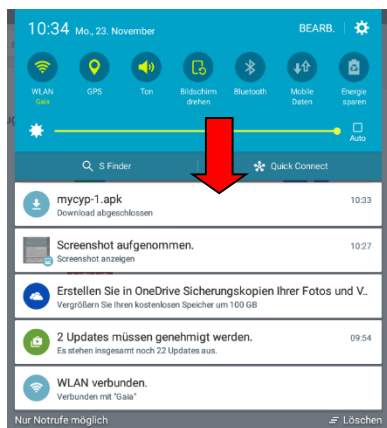 10:34 Mo., 23. November BEARB.
WLAN
Gaia
GPS
Ton
Bildschirm
drehen
Bluetooth
Mobile
Daten
Energie
sparen
Auto
S Finder
Quick Connect
mycyp-1.apk 10:33
Download abgeschlossen
Screenshot aufgenommen. 10:27
Screenshot anzeigen
Erstellen Sie in OneDrive Sicherungskopien Ihrer Fotos und V..
Vergrößern Sie Ihren kostenlosen Speicher um 100 GB
2 Updates müssen genehmigt werden. 09:54
Es stehen insgesamt noch 22 Updates aus.
WLAN verbunden.
Verbunden mit "Gaia"
Nur Notrufe möglich
Löschen